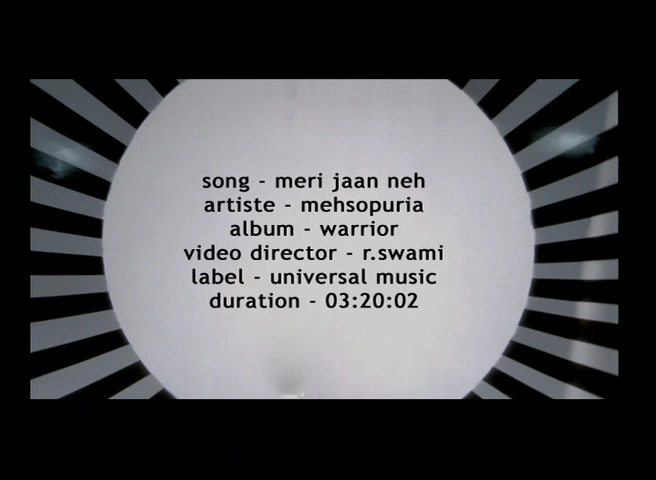 song - meri jaan neh
artiste - mehsopuria
album - warrior
video director - r.swami
label - universal music
duration - 03:20:02